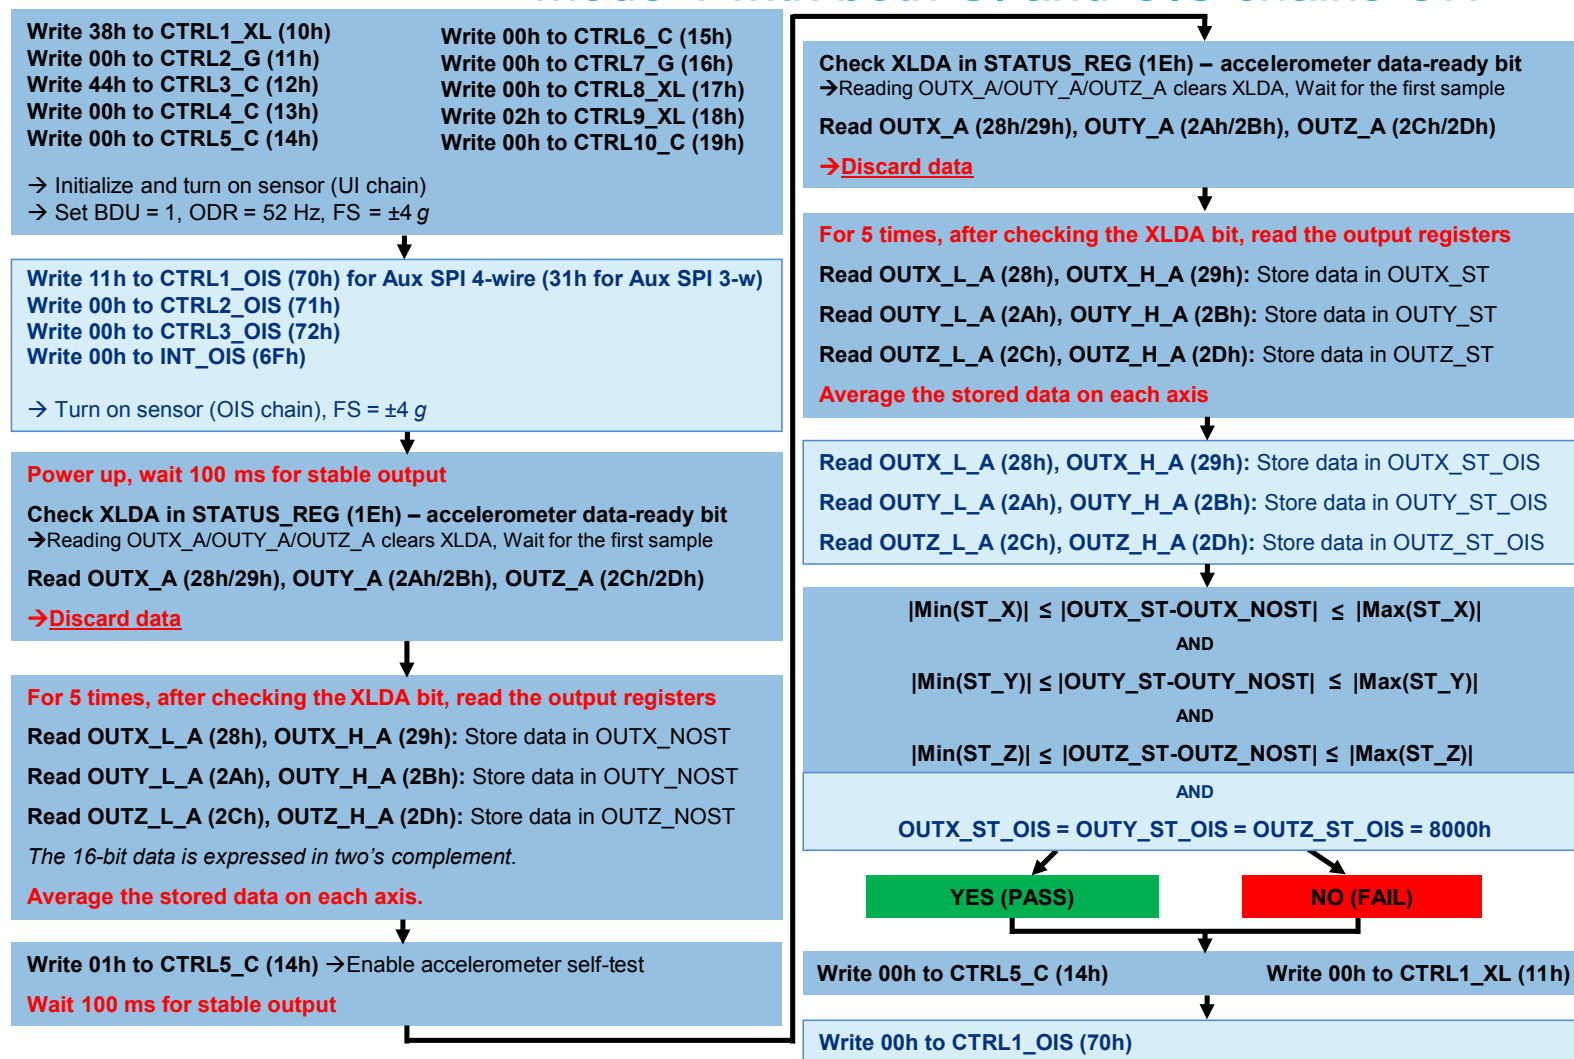 Write 38h to CTRL1_XL (10h)
Write 00h to CTRL2_G (11h)
Write 44h to CTRL3_C (12h)
Write 00h to CTRL4_C (13h)
Write 00h to CTRL5_C (14h)
Write 00h to CTRL6_C (15h)
Write 00h to CTRL7_G (16h)
Write 00h to CTRL8_XL (17h)
Write 02h to CTRL9_XL (18h)
Write 00h to CTRL10_C (19h)
→ Initialize and turn on sensor (UI chain)
→ Set BDU = 1, ODR = 52 Hz, FS = ±4 g
Write 11h to CTRL1_OIS (70h) for Aux SPI 4-wire (31h for Aux SPI 3-w)
Write 00h to CTRL2_OIS (71h)
Write 00h to CTRL3_OIS (72h)
Write 00h to INT_OIS (6Fh)
→ Turn on sensor (OIS chain), FS = ±4 g
Power up, wait 100 ms for stable output
Check XLDA in STATUS_REG (1Eh) – accelerometer data-ready bit
→Reading OUTX_A/OUTY_A/OUTZ_A clears XLDA, Wait for the first sample
Read OUTX_A (28h/29h), OUTY_A (2Ah/2Bh), OUTZ_A (2Ch/2Dh)
→Discard data
For 5 times, after checking the XLDA bit, read the output registers
Read OUTX_L_A (28h), OUTX_H_A (29h): Store data in OUTX_NOST
Read OUTY_L_A (2Ah), OUTY_H_A (2Bh): Store data in OUTY_NOST
Read OUTZ_L_A (2Ch), OUTZ_H_A (2Dh): Store data in OUTZ_NOST
The 16-bit data is expressed in two's complement.
Average the stored data on each axis.
Write 01h to CTRL5_C (14h) →Enable accelerometer self-test
Wait 100 ms for stable output
Check XLDA in STATUS_REG (1Eh) – accelerometer data-ready bit
→Reading OUTX_A/OUTY_A/OUTZ_A clears XLDA, Wait for the first sample
Read OUTX_A (28h/29h), OUTY_A (2Ah/2Bh), OUTZ_A (2Ch/2Dh)
→Discard data
For 5 times, after checking the XLDA bit, read the output registers
Read OUTX_L_A (28h), OUTX_H_A (29h): Store data in OUTX_ST
Read OUTY_L_A (2Ah), OUTY_H_A (2Bh): Store data in OUTY_ST
Read OUTZ_L_A (2Ch), OUTZ_H_A (2Dh): Store data in OUTZ_ST
Average the stored data on each axis
Read OUTX_L_A (28h), OUTX_H_A (29h): Store data in OUTX_ST_OIS
Read OUTY_L_A (2Ah), OUTY_H_A (2Bh): Store data in OUTY_ST_OIS
Read OUTZ_L_A (2Ch), OUTZ_H_A (2Dh): Store data in OUTZ_ST_OIS
|Min(ST_X)| ≤ |OUTX_ST-OUTX_NOST| ≤ |Max(ST_X)|
AND
|Min(ST_Y)| ≤ |OUTY_ST-OUTY_NOST| ≤ |Max(ST_Y)|
AND
|Min(ST_Z)| ≤ |OUTZ_ST-OUTZ_NOST| ≤ |Max(ST_Z)|
AND
OUTX_ST_OIS = OUTY_ST_OIS = OUTZ_ST_OIS = 8000h
YES (PASS)
NO (FAIL)
Write 00h to CTRL5_C (14h)
Write 00h to CTRL1_XL (11h)
Write 00h to CTRL1_OIS (70h)